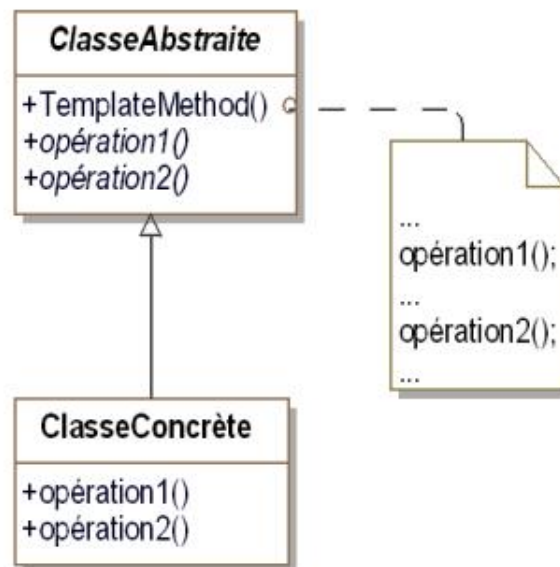 ClasseAbstraite
+TemplateMethod()
+opération1()
+opération2()
...
opération1();
...
opération2();
...
ClasseConcrète
+opération1()
+opération2()